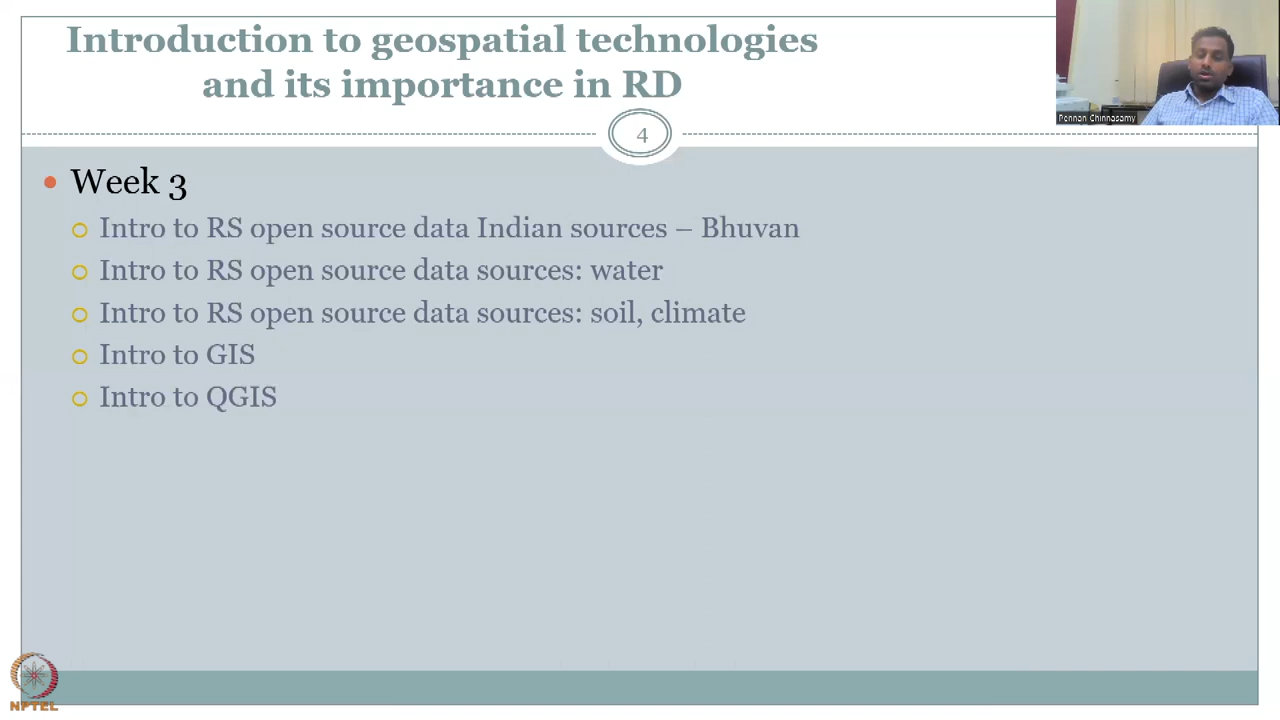 Introduction to geospatial technologies
and its importance in RD
Pennan Chinnasamy
4
Week 3
Intro to RS open source data Indian sources – Bhuvan
Intro to RS open source data sources: water
Intro to RS open source data sources: soil, climate
Intro to GIS
Intro to QGIS
NPTEL